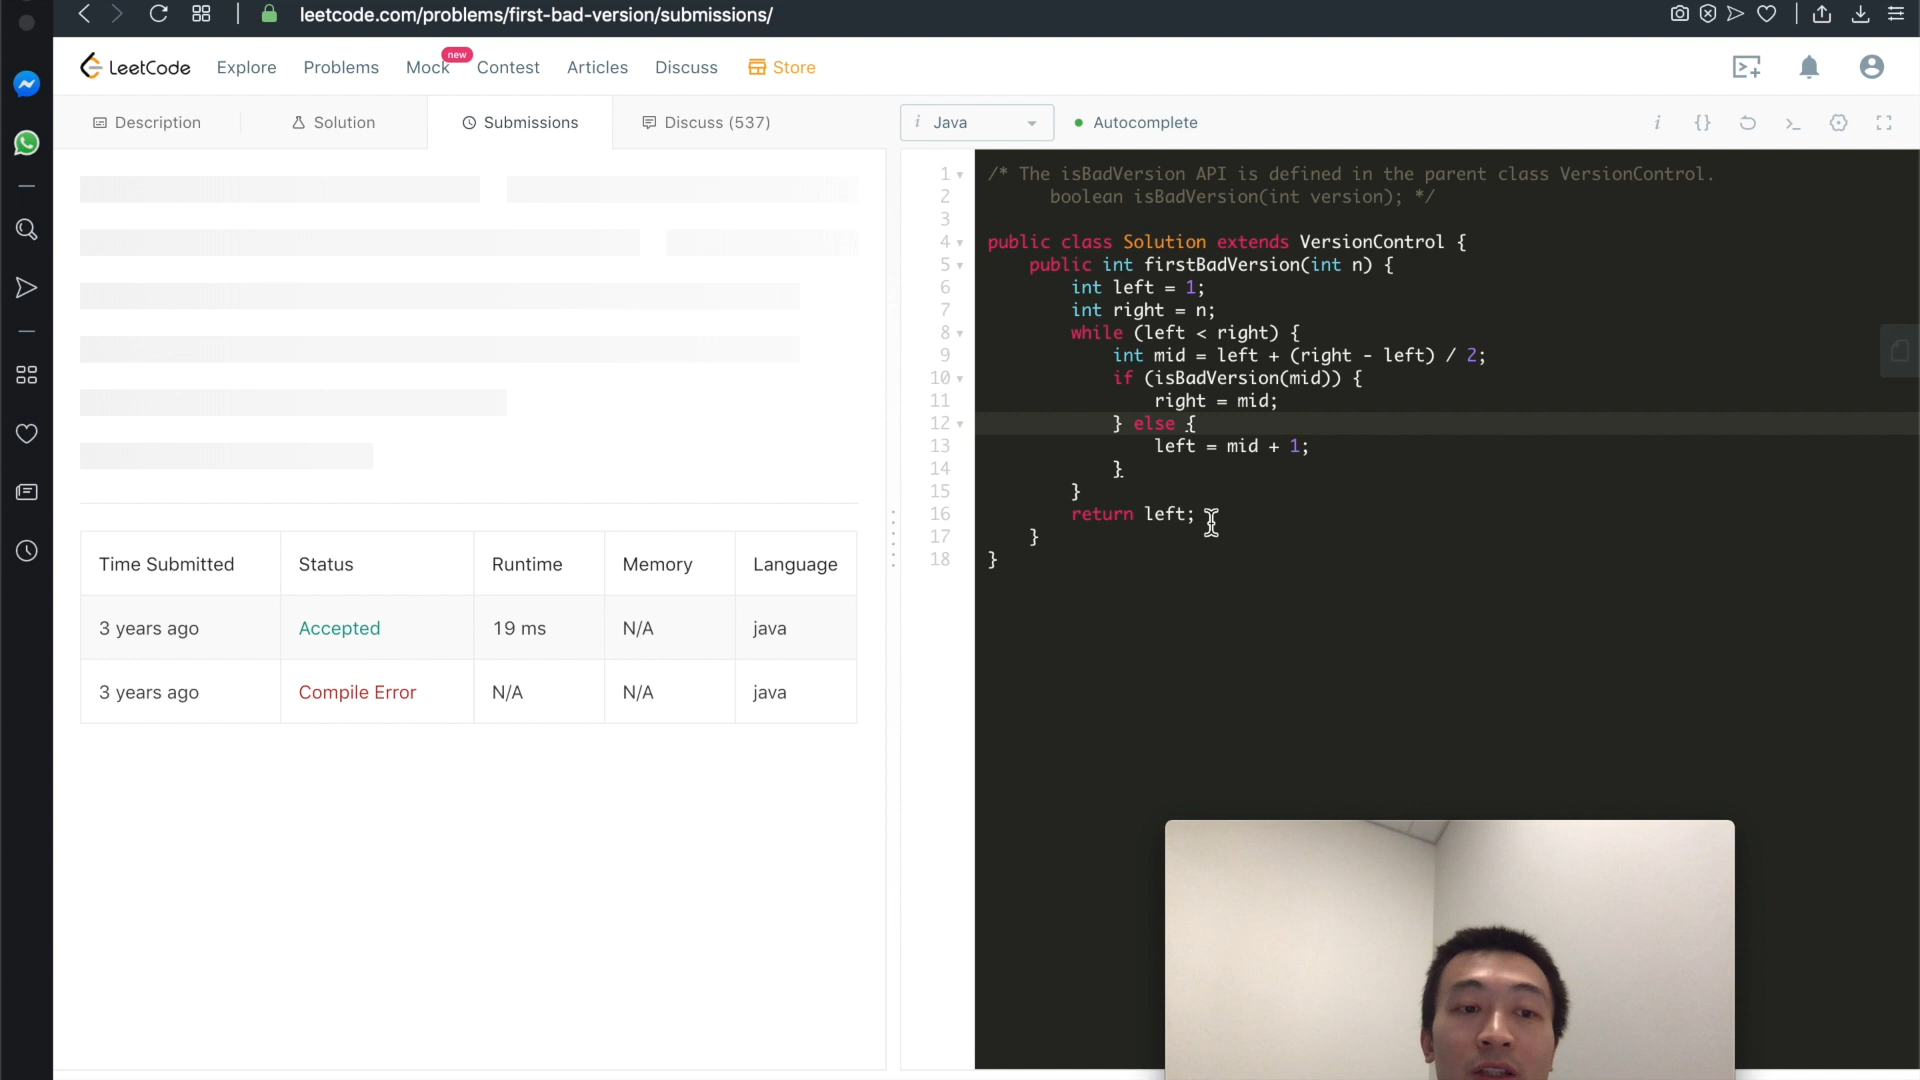 leetcode.com/problems/first-bad-version/submissions/
LeetCode Explore Problems Mock new Contest Articles Discuss Store
Description Solution Submissions Discuss (537)
i Java Autocomplete i {} >_
Time Submitted Status Runtime Memory Language
3 years ago Accepted 19 ms N/A java
3 years ago Compile Error N/A N/A java
1 /* The isBadVersion API is defined in the parent class VersionControl.
2 boolean isBadVersion(int version); */
3
4 public class Solution extends VersionControl {
5 public int firstBadVersion(int n) {
6 int left = 1;
7 int right = n;
8 while (left < right) {
9 int mid = left + (right - left) / 2;
10 if (isBadVersion(mid)) {
11 right = mid;
12 } else {
13 left = mid + 1;
14 }
15 }
16 return left;
17 }
18 }